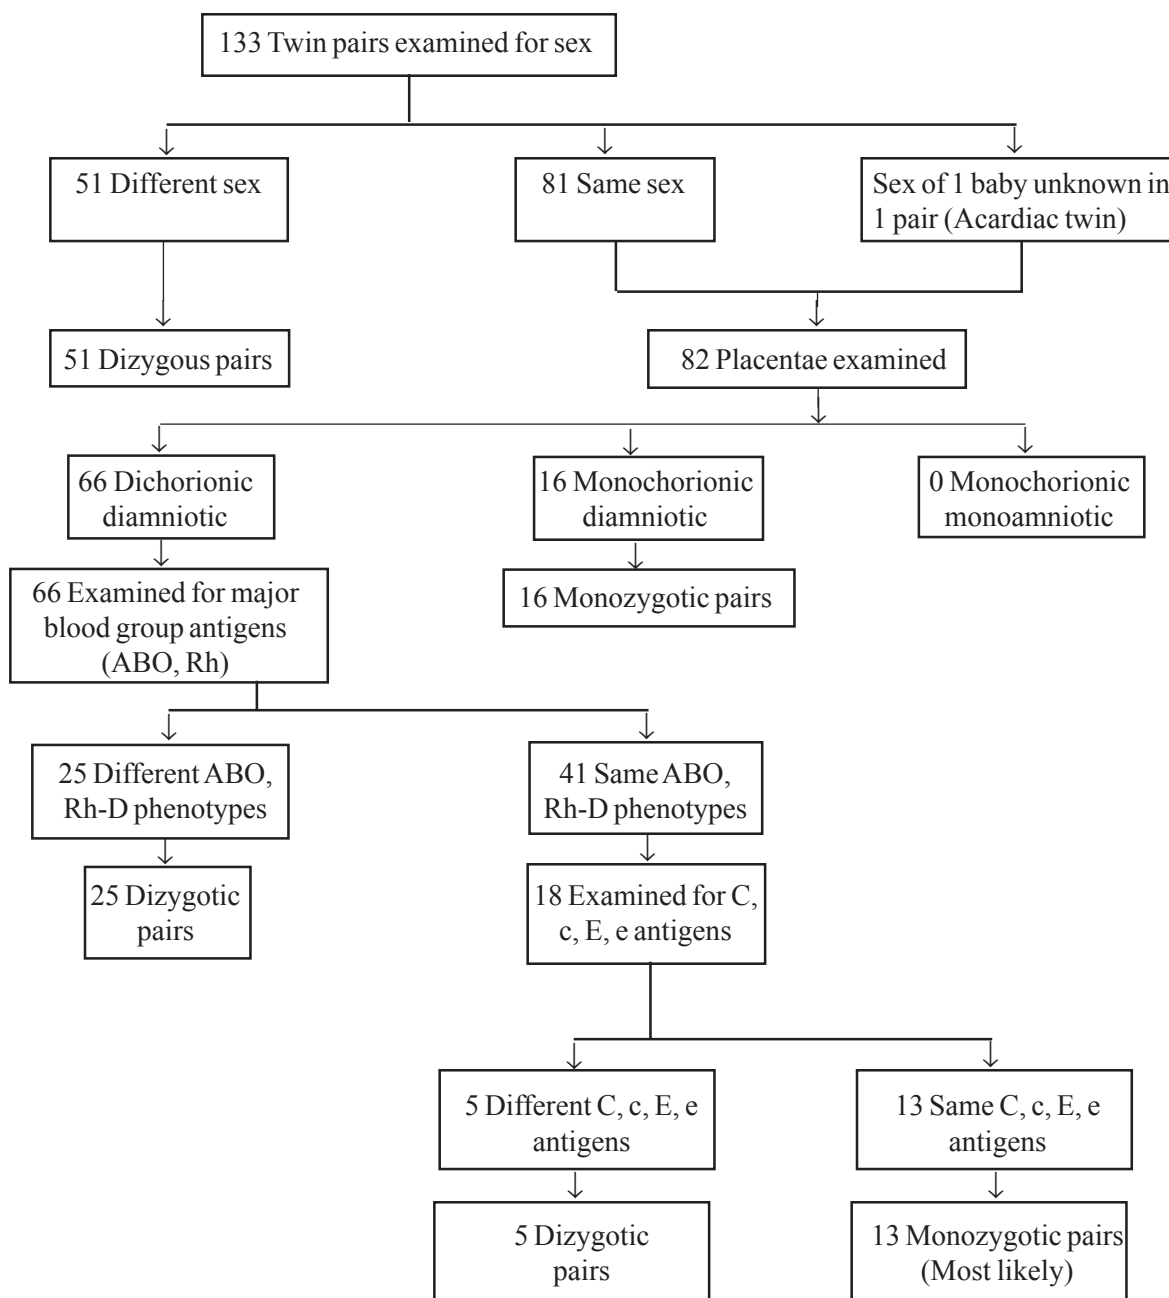 133 Twin pairs examined for sex
51 Different sex
81 Same sex
Sex of 1 baby unknown in
1 pair (Acardiac twin)
51 Dizygous pairs
82 Placentae examined
66 Dichorionic
diamniotic
16 Monochorionic
diamniotic
0 Monochorionic
monoamniotic
66 Examined for major
blood group antigens
(ABO, Rh)
16 Monozygotic pairs
25 Different ABO,
Rh-D phenotypes
41 Same ABO,
Rh-D phenotypes
25 Dizygotic
pairs
18 Examined for C,
c, E, e antigens
5 Different C, c, E, e
antigens
13 Same C, c, E, e
antigens
5 Dizygotic
pairs
13 Monozygotic pairs
(Most likely)